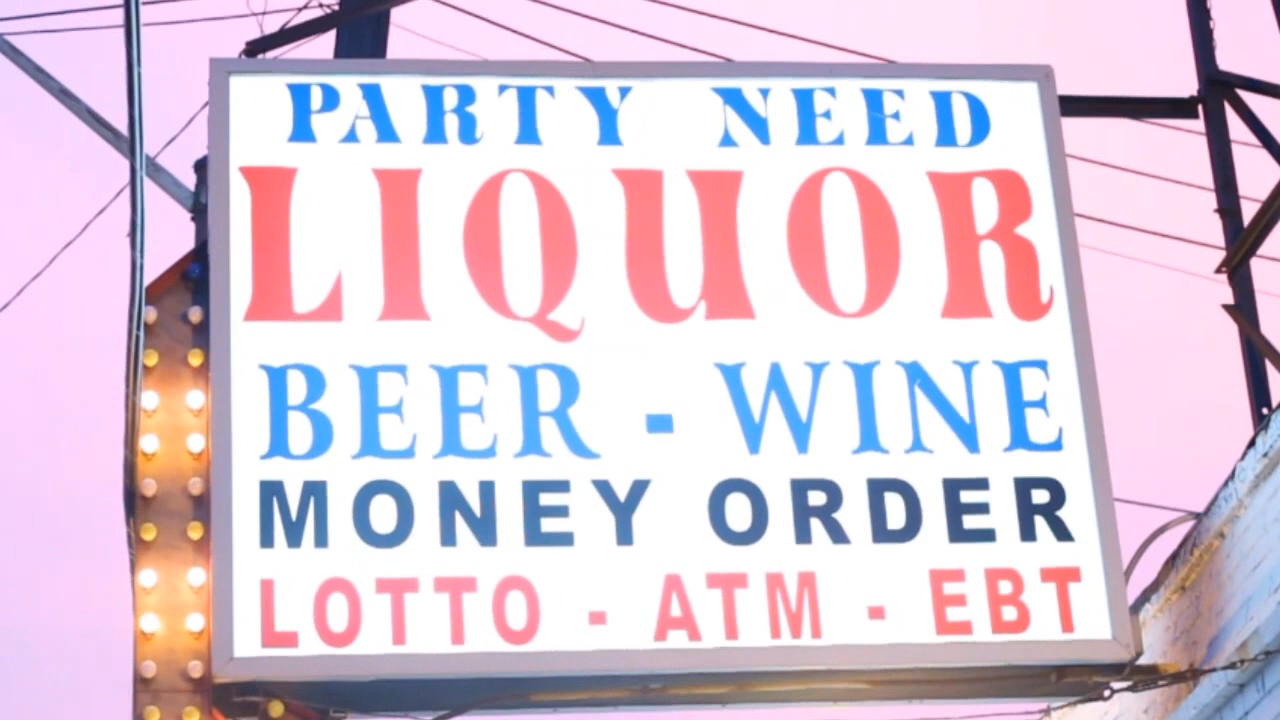 PARTY NEED
LIQUOR
BEER - WINE
MONEY ORDER
LOTTO - ATM - EBT